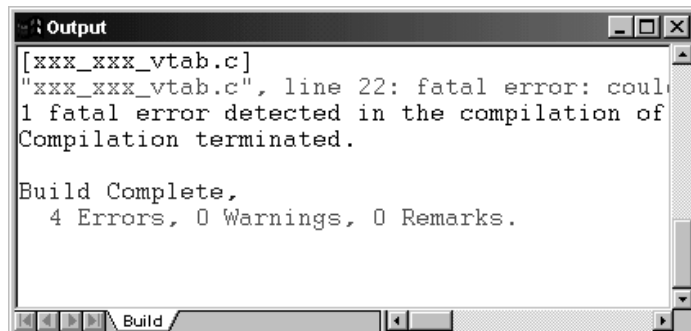 Output
[xxx_xxx_vtab.c]
"xxx_xxx_vtab.c", line 22: fatal error: coul
1 fatal error detected in the compilation of
Compilation terminated.
Build Complete,
4 Errors, 0 Warnings, 0 Remarks.
Build